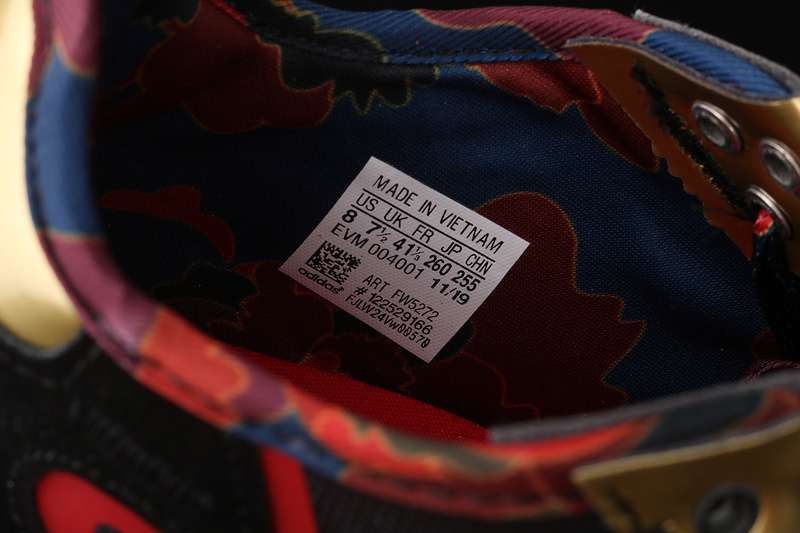 MADE IN VIETNAM
US UK FR JP CHN
8 7½ 41⅓ 260 255
EVM 004001 11/19
ART FW5272
# 122529166
FJLW24VW00570
adidas